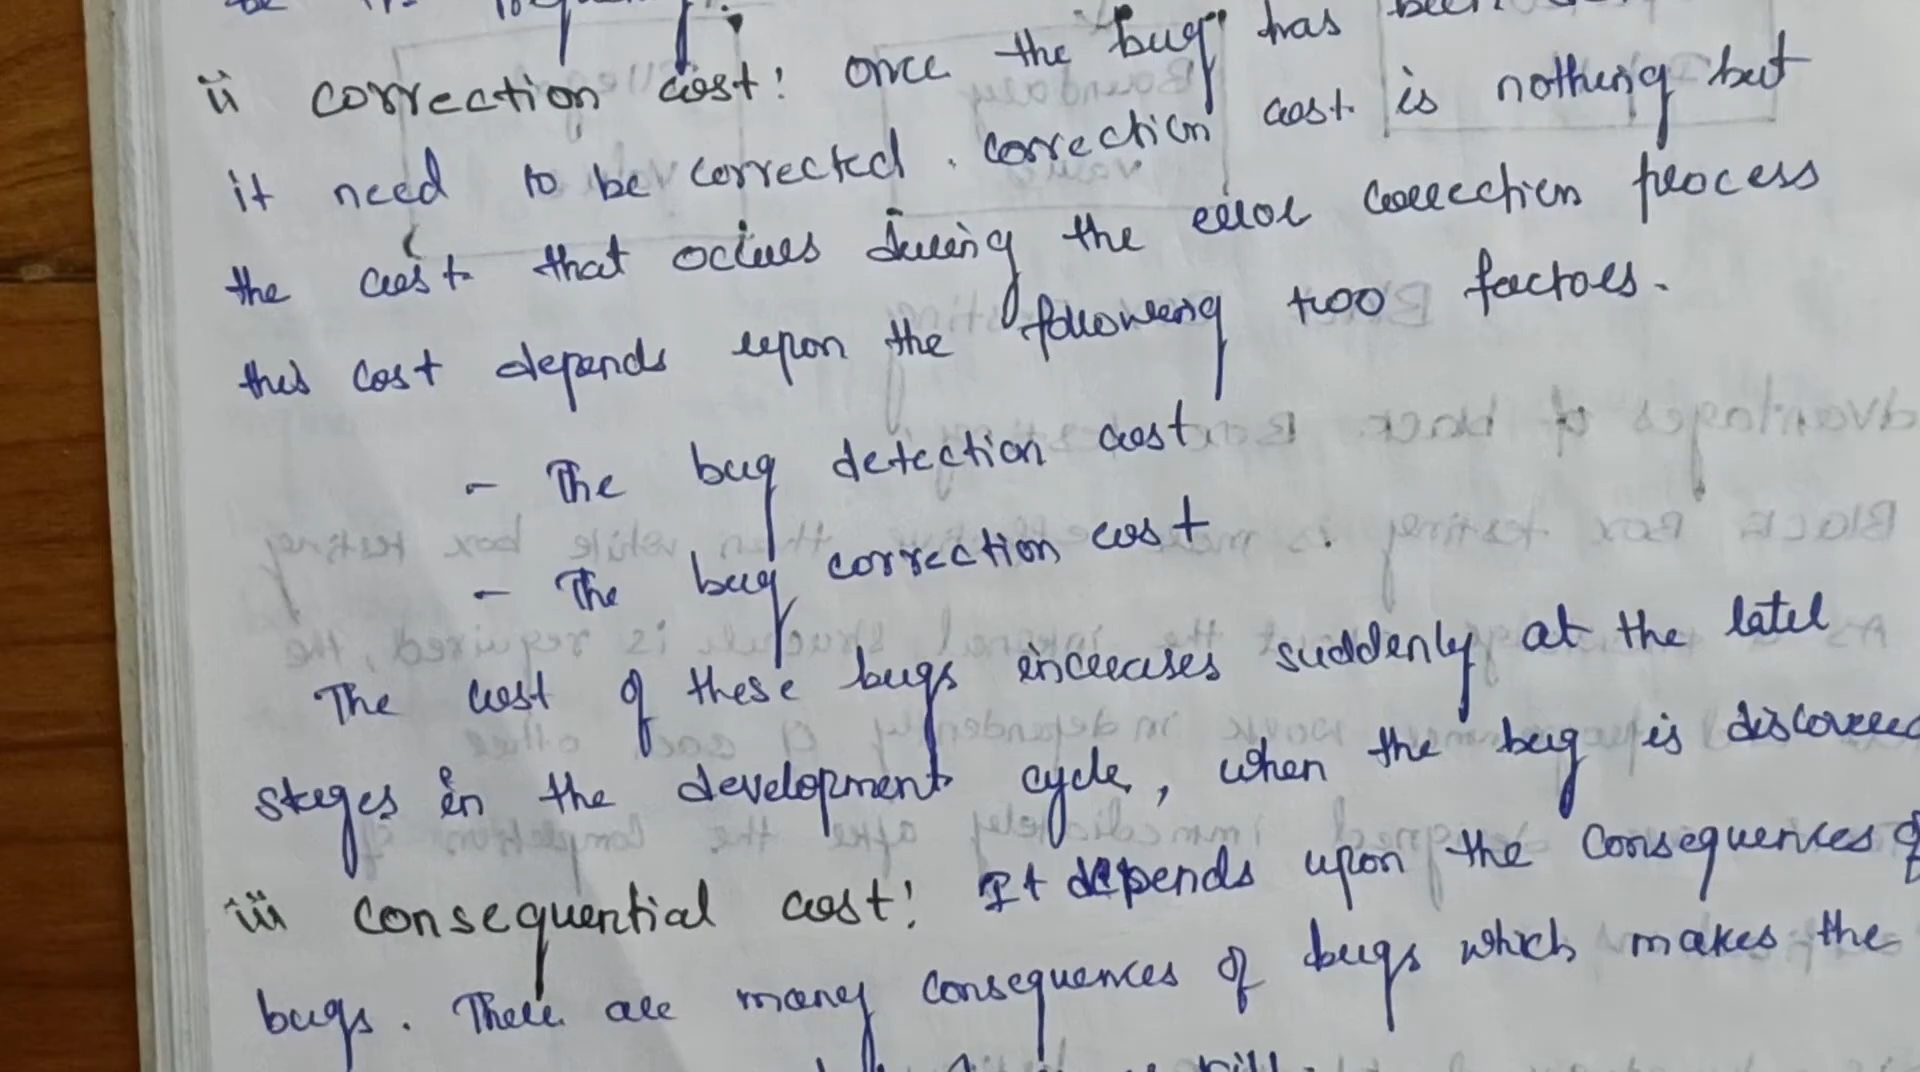 ii correction cost: once the bug has been
it need to be corrected. correction cost is nothing but
the cost that occurs during the error correction process
this cost depends upon the following two factors.
- The bug detection cost
- The bug correction cost
The cost of these bugs increases suddenly at the later
stages in the development cycle, when the bug is discovered
iii consequential cost: It depends upon the consequences of
bugs. There are many consequences of bugs which makes the